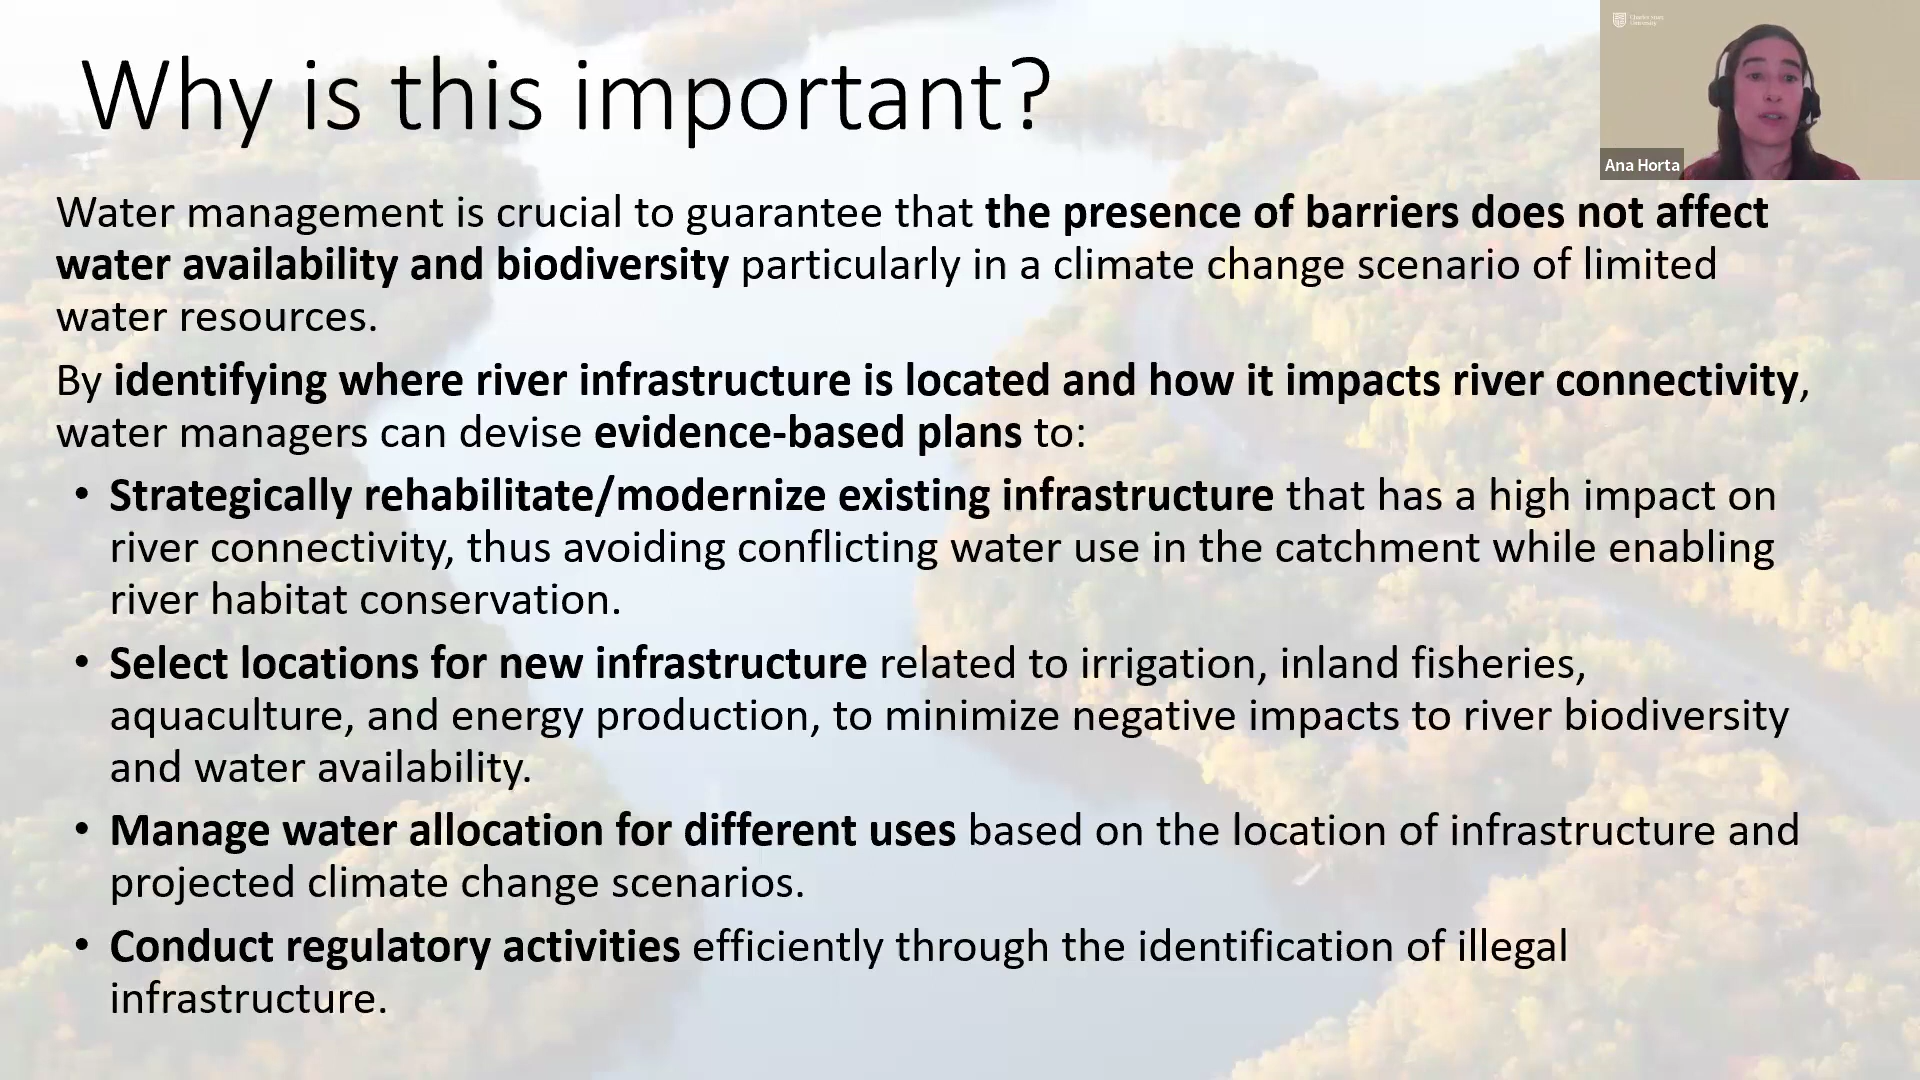 Why is this important?
Charles Sturt
University
Ana Horta
Water management is crucial to guarantee that the presence of barriers does not affect
water availability and biodiversity particularly in a climate change scenario of limited
water resources.
By identifying where river infrastructure is located and how it impacts river connectivity,
water managers can devise evidence-based plans to:
• Strategically rehabilitate/modernize existing infrastructure that has a high impact on
river connectivity, thus avoiding conflicting water use in the catchment while enabling
river habitat conservation.
• Select locations for new infrastructure related to irrigation, inland fisheries,
aquaculture, and energy production, to minimize negative impacts to river biodiversity
and water availability.
• Manage water allocation for different uses based on the location of infrastructure and
projected climate change scenarios.
• Conduct regulatory activities efficiently through the identification of illegal
infrastructure.